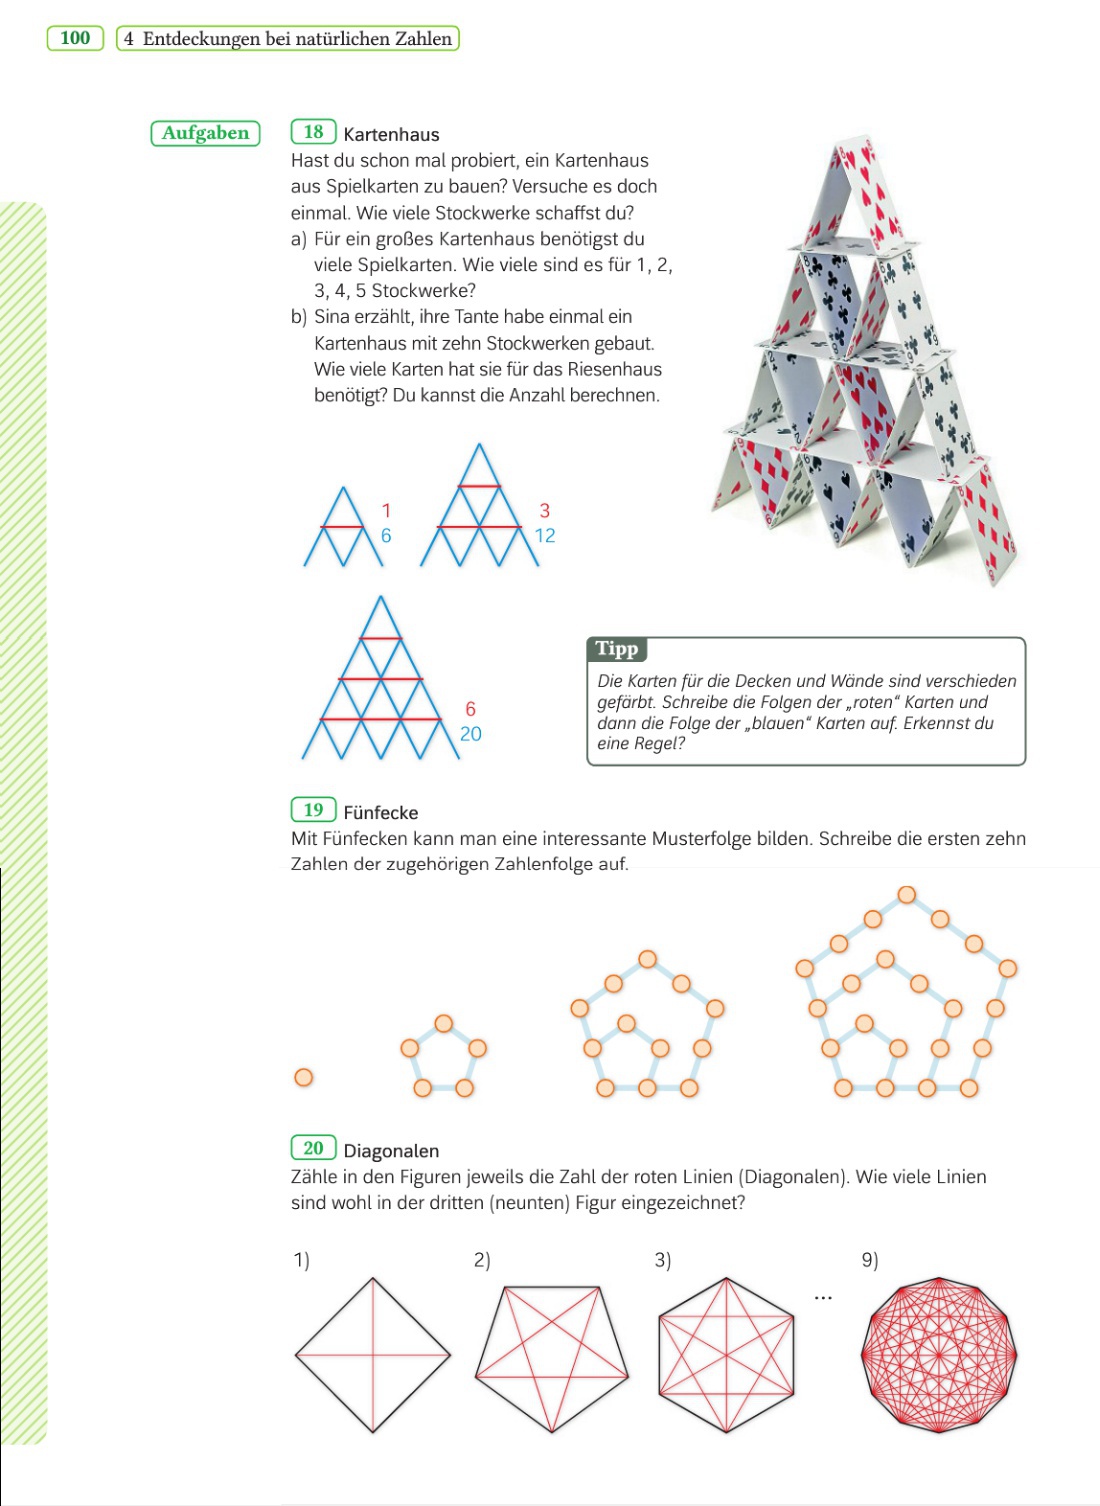 100 4 Entdeckungen bei natürlichen Zahlen
Aufgaben
18 Kartenhaus
Hast du schon mal probiert, ein Kartenhaus
aus Spielkarten zu bauen? Versuche es doch
einmal. Wie viele Stockwerke schaffst du?
a) Für ein großes Kartenhaus benötigst du
viele Spielkarten. Wie viele sind es für 1, 2,
3, 4, 5 Stockwerke?
b) Sina erzählt, ihre Tante habe einmal ein
Kartenhaus mit zehn Stockwerken gebaut.
Wie viele Karten hat sie für das Riesenhaus
benötigt? Du kannst die Anzahl berechnen.
1
6
3
12
6
20
Tipp
Die Karten für die Decken und Wände sind verschieden
gefärbt. Schreibe die Folgen der „roten“ Karten und
dann die Folge der „blauen“ Karten auf. Erkennst du
eine Regel?
19 Fünfecke
Mit Fünfecken kann man eine interessante Musterfolge bilden. Schreibe die ersten zehn
Zahlen der zugehörigen Zahlenfolge auf.
20 Diagonalen
Zähle in den Figuren jeweils die Zahl der roten Linien (Diagonalen). Wie viele Linien
sind wohl in der dritten (neunten) Figur eingezeichnet?
1) 2) 3) ... 9)